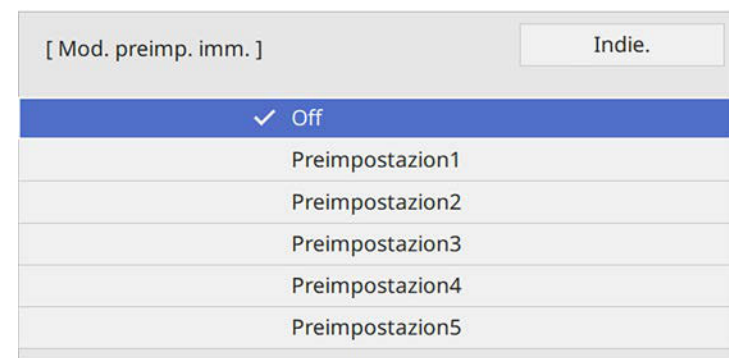 [ Mod. preimp. imm. ]
Indie.
✓ Off
Preimpostazion1
Preimpostazion2
Preimpostazion3
Preimpostazion4
Preimpostazion5